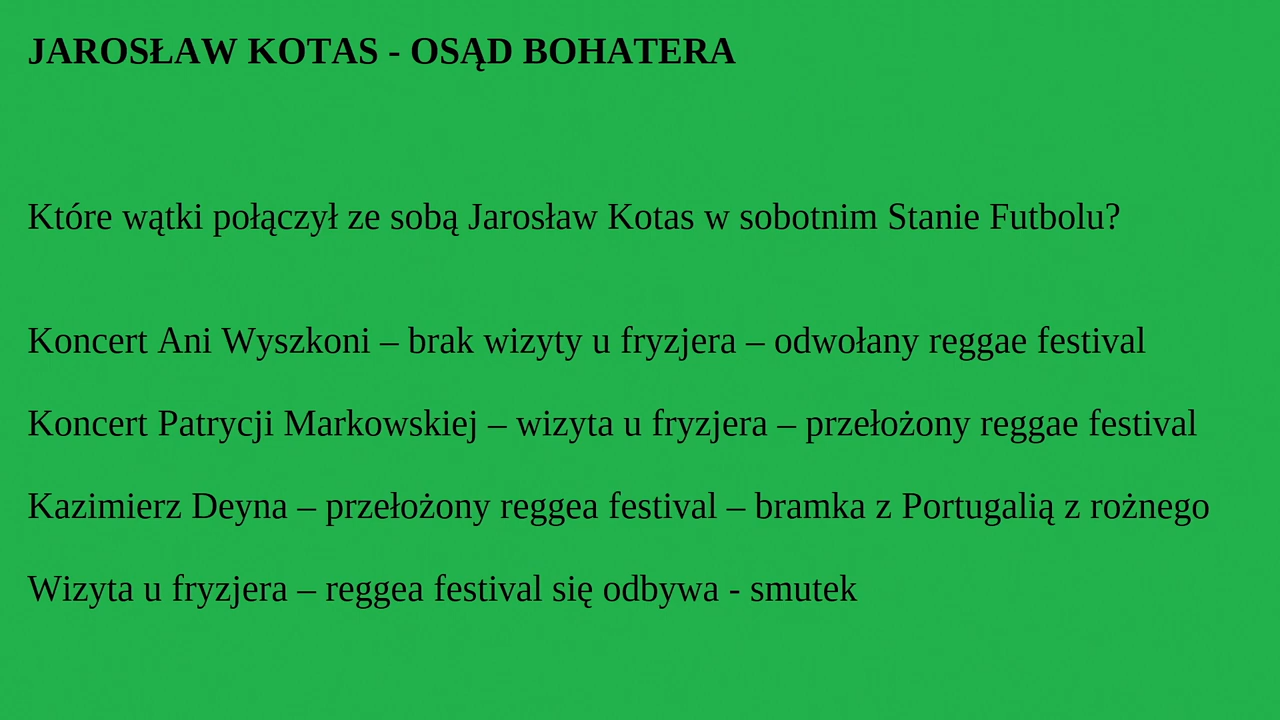 JAROSŁAW KOTAS - OSĄD BOHATERA
Które wątki połączył ze sobą Jarosław Kotas w sobotnim Stanie Futbolu?
Koncert Ani Wyszkoni – brak wizyty u fryzjera – odwołany reggae festival
Koncert Patrycji Markowskiej – wizyta u fryzjera – przełożony reggae festival
Kazimierz Deyna – przełożony reggea festival – bramka z Portugalią z rożnego
Wizyta u fryzjera – reggea festival się odbywa - smutek